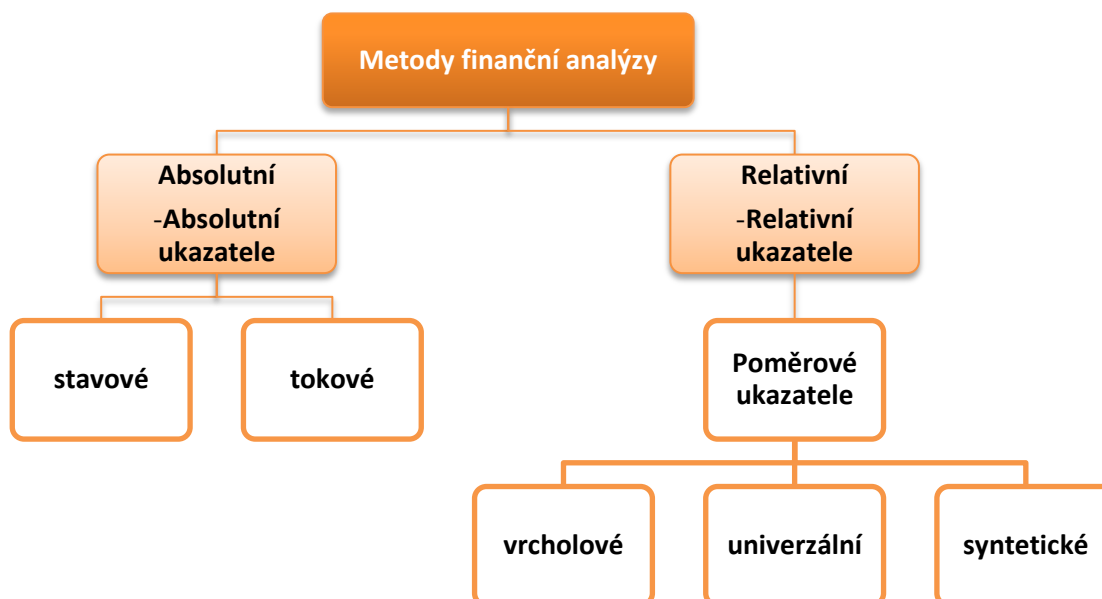 Metody finanční analýzy
Absolutní
-Absolutní
ukazatele
Relativní
-Relativní
ukazatele
stavové
tokové
Poměrové
ukazatele
vrcholové
univerzální
syntetické